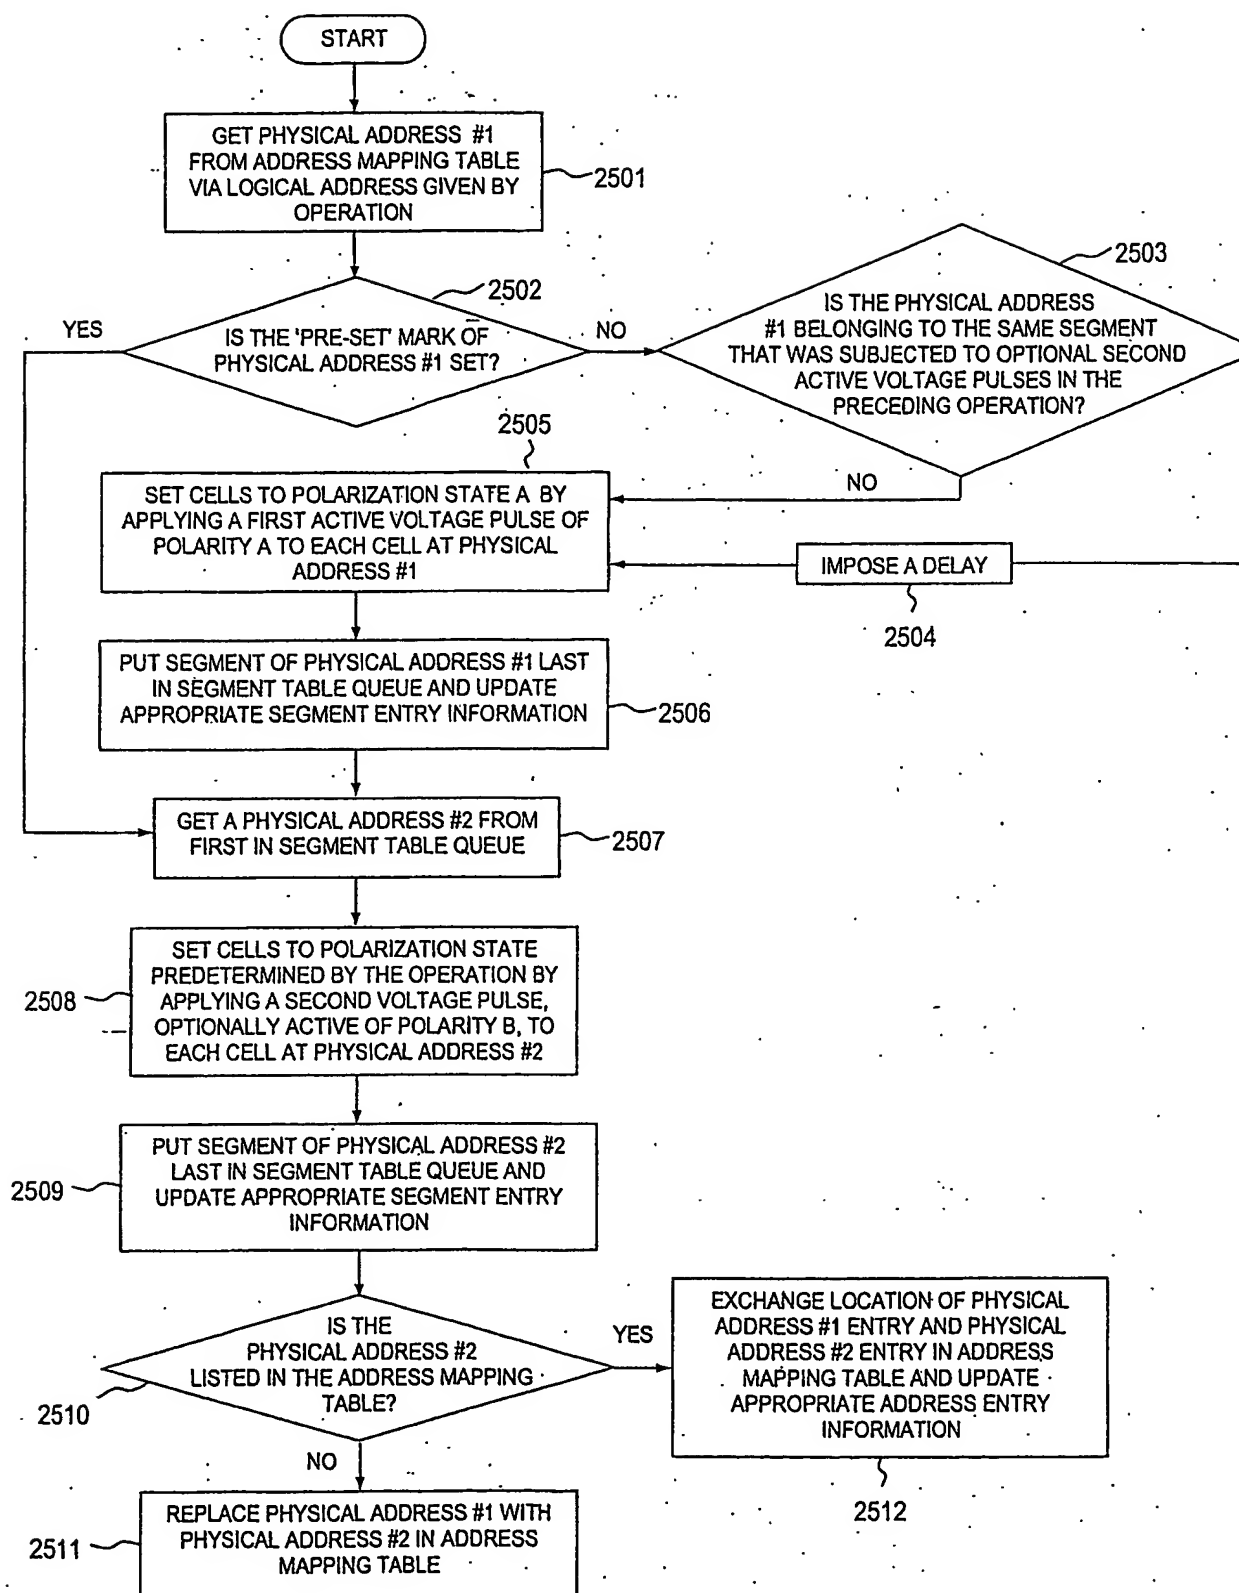 START
GET PHYSICAL ADDRESS #1
FROM ADDRESS MAPPING TABLE
VIA LOGICAL ADDRESS GIVEN BY
OPERATION
2501
2502
YES
IS THE 'PRE-SET' MARK OF
PHYSICAL ADDRESS #1 SET?
NO
2503
IS THE PHYSICAL ADDRESS
#1 BELONGING TO THE SAME SEGMENT
THAT WAS SUBJECTED TO OPTIONAL SECOND
ACTIVE VOLTAGE PULSES IN THE
PRECEDING OPERATION?
NO
2505
SET CELLS TO POLARIZATION STATE A BY
APPLYING A FIRST ACTIVE VOLTAGE PULSE OF
POLARITY A TO EACH CELL AT PHYSICAL
ADDRESS #1
IMPOSE A DELAY
2504
PUT SEGMENT OF PHYSICAL ADDRESS #1 LAST
IN SEGMENT TABLE QUEUE AND UPDATE
APPROPRIATE SEGMENT ENTRY INFORMATION
2506
GET A PHYSICAL ADDRESS #2 FROM
FIRST IN SEGMENT TABLE QUEUE
2507
SET CELLS TO POLARIZATION STATE
PREDETERMINED BY THE OPERATION BY
APPLYING A SECOND VOLTAGE PULSE,
OPTIONALLY ACTIVE OF POLARITY B, TO
EACH CELL AT PHYSICAL ADDRESS #2
2508
PUT SEGMENT OF PHYSICAL ADDRESS #2
LAST IN SEGMENT TABLE QUEUE AND
UPDATE APPROPRIATE SEGMENT ENTRY
INFORMATION
2509
IS THE
PHYSICAL ADDRESS #2
LISTED IN THE ADDRESS MAPPING
TABLE?
2510
YES
EXCHANGE LOCATION OF PHYSICAL
ADDRESS #1 ENTRY AND PHYSICAL
ADDRESS #2 ENTRY IN ADDRESS
MAPPING TABLE AND UPDATE
APPROPRIATE ADDRESS ENTRY
INFORMATION
2512
NO
REPLACE PHYSICAL ADDRESS #1 WITH
PHYSICAL ADDRESS #2 IN ADDRESS
MAPPING TABLE
2511